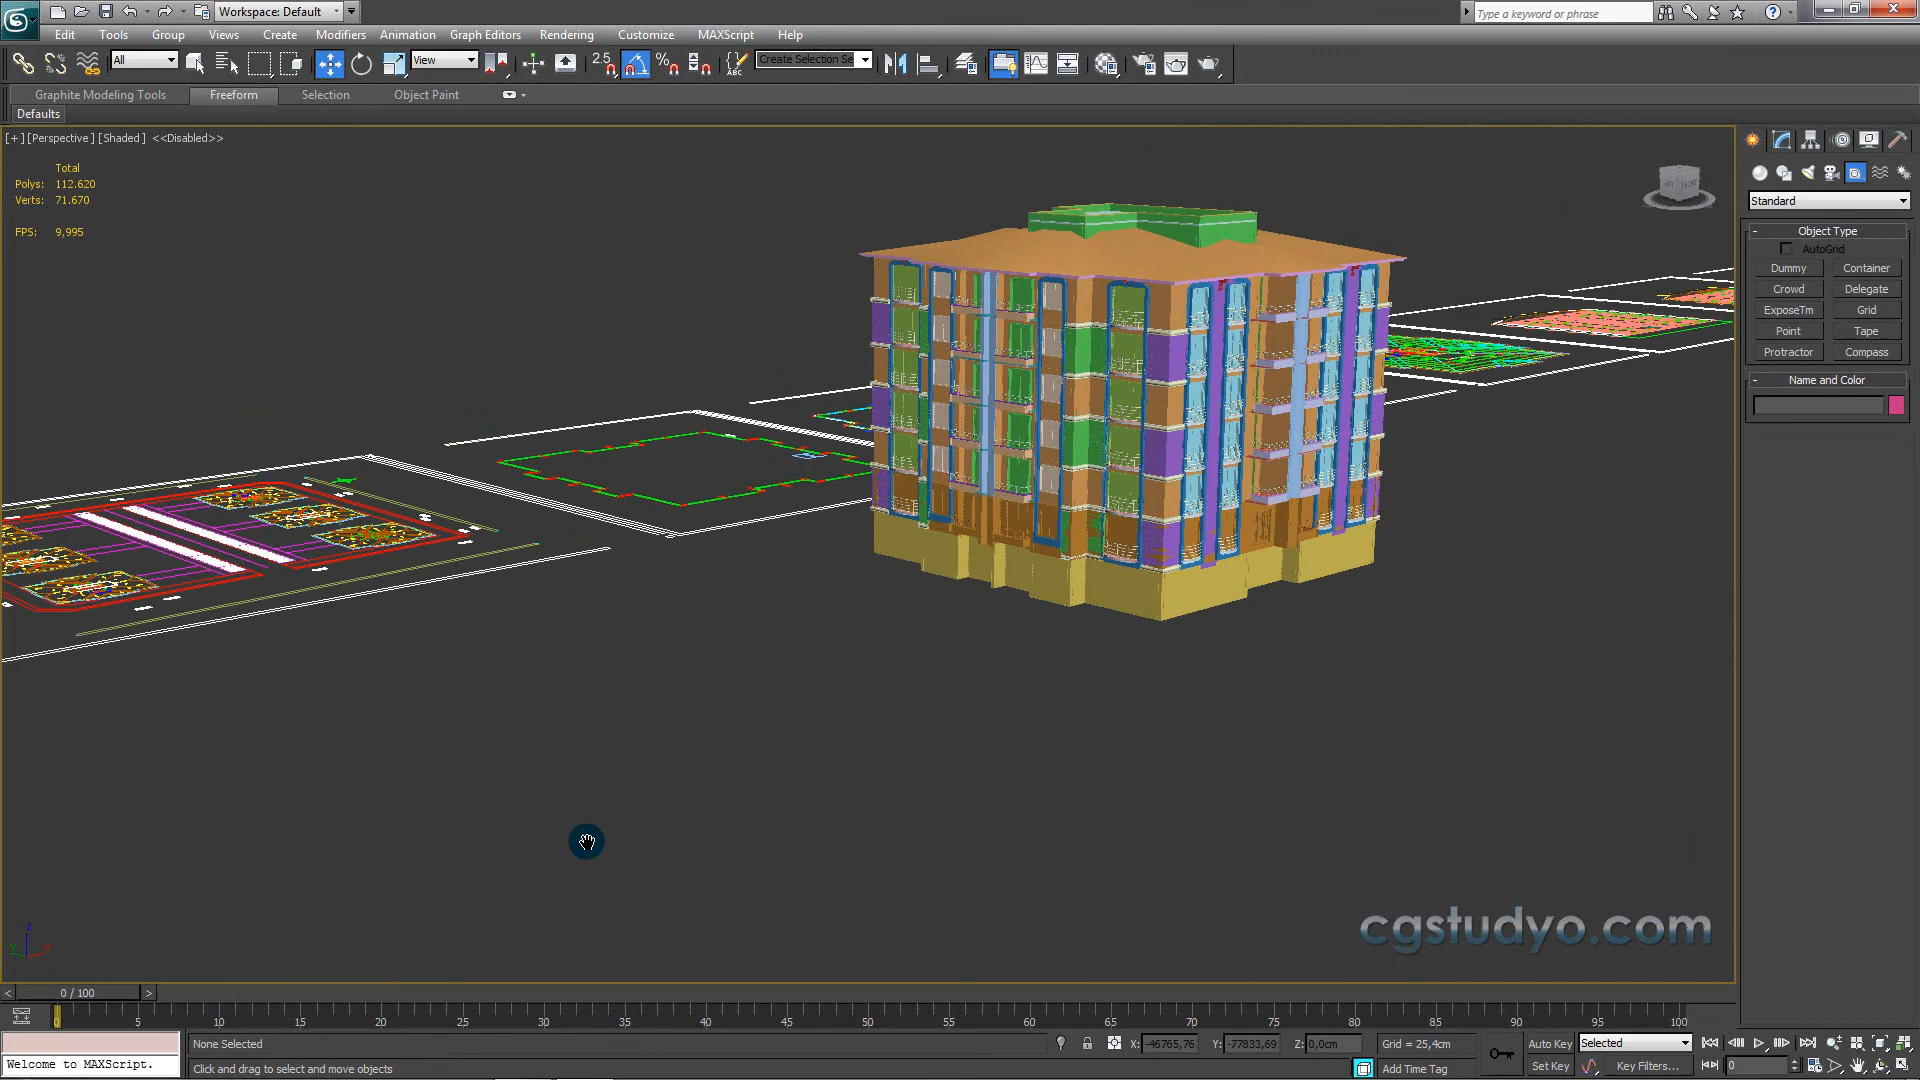 Workspace: Default
Type a keyword or phrase
Edit Tools Group Views Create Modifiers Animation Graph Editors Rendering Customize MAXScript Help
All View 2.5 ABC Create Selection Se
Graphite Modeling Tools Freeform Selection Object Paint
Defaults
[+] [Perspective] [Shaded] <<Disabled>>
Total
Polys: 112.620
Verts: 71.670
FPS: 9,995
Standard
- Object Type
AutoGrid
Dummy Container
Crowd Delegate
ExposeTm Grid
Point Tape
Protractor Compass
- Name and Color
cgstudyo.com
z
y x
< 0 / 100 >
0 5 10 15 20 25 30 35 40 45 50 55 60 65 70 75 80 85 90 95 100
None Selected X: -46765,76 Y: -77833,69 Z: 0,0cm Grid = 25,4cm Auto Key Selected
Welcome to MAXScript. Click and drag to select and move objects Add Time Tag Set Key Key Filters... 0